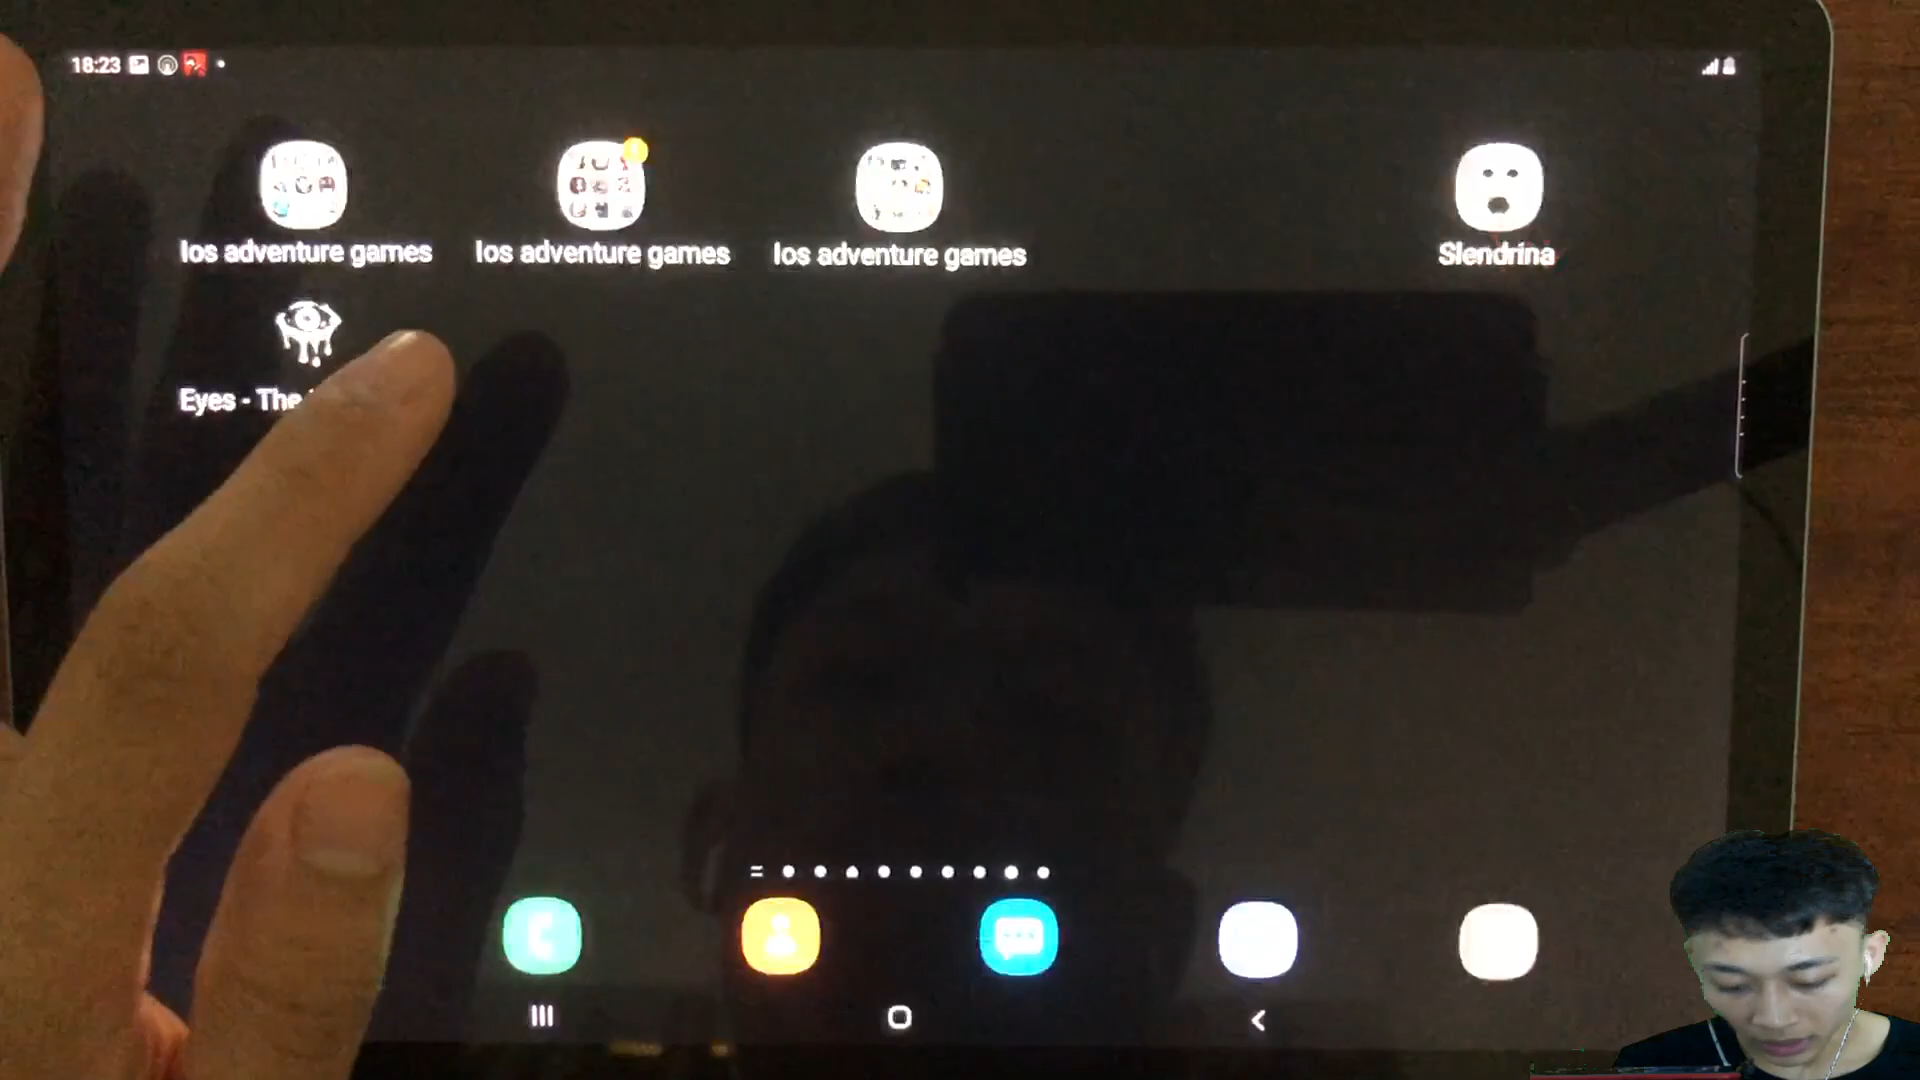 18:23
Ios adventure games
Ios adventure games
Ios adventure games
Slendrina
Eyes - The